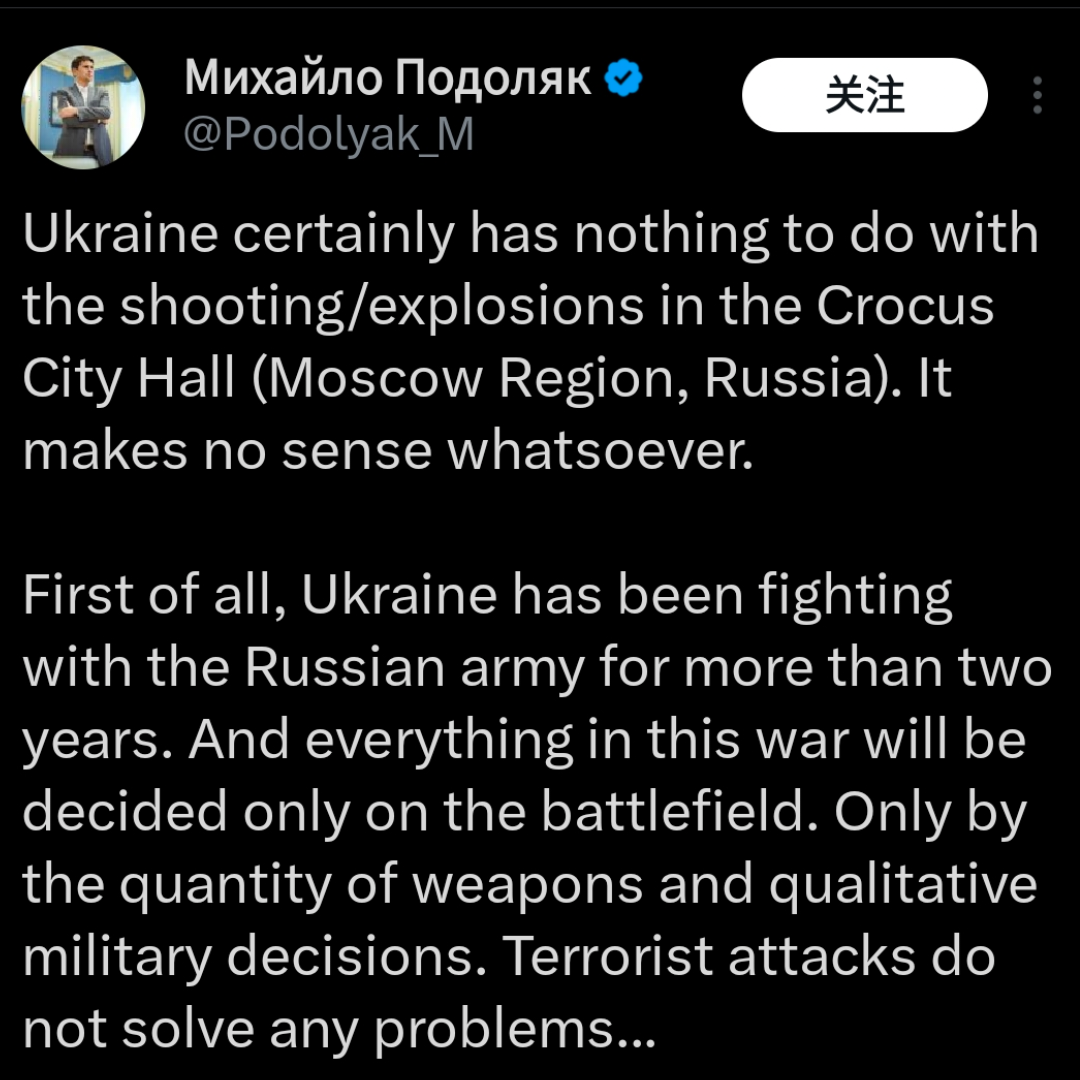 Михайло Подоляк
关注
@Podolyak_M
Ukraine certainly has nothing to do with
the shooting/explosions in the Crocus
City Hall (Moscow Region, Russia). It
makes no sense whatsoever.
First of all, Ukraine has been fighting
with the Russian army for more than two
years. And everything in this war will be
decided only on the battlefield. Only by
the quantity of weapons and qualitative
military decisions. Terrorist attacks do
not solve any problems...